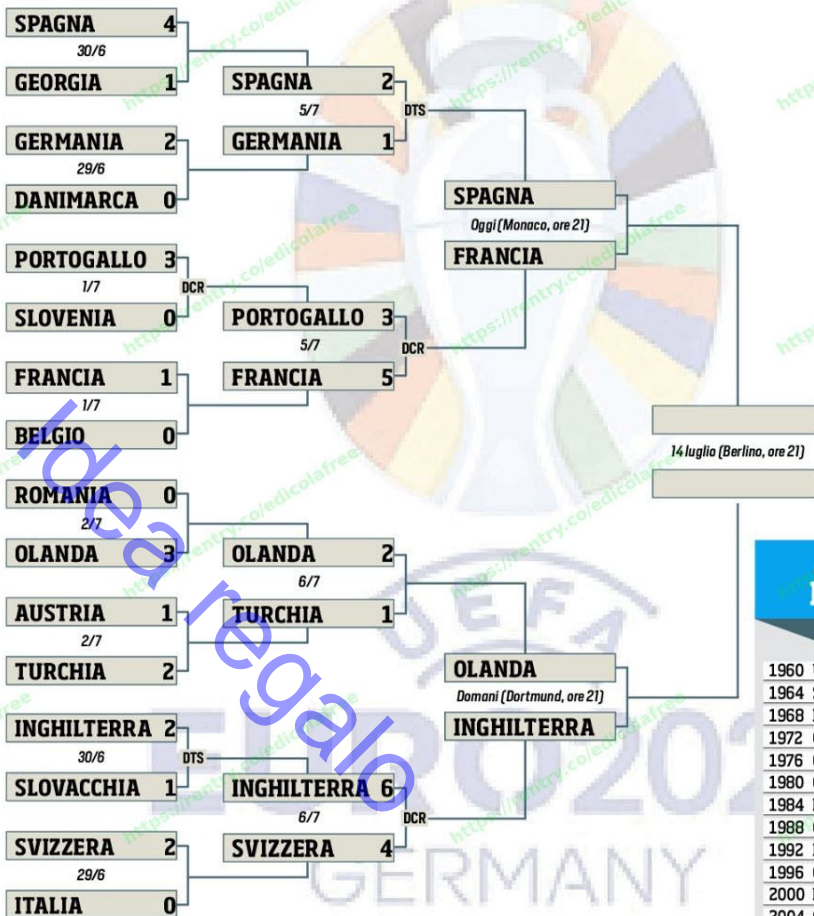 SPAGNA 4
30/6
GEORGIA 1
GERMANIA 2
29/6
DANIMARCA 0
PORTOGALLO 3
1/7
DCR
SLOVENIA 0
FRANCIA 1
1/7
BELGIO 0
ROMANIA 0
2/7
OLANDA 3
AUSTRIA 1
2/7
TURCHIA 2
INGHILTERRA 2
30/6
DTS
SLOVACCHIA 1
SVIZZERA 2
29/6
ITALIA 0
SPAGNA 2
5/7
DTS
GERMANIA 1
PORTOGALLO 3
5/7
DCR
FRANCIA 5
OLANDA 2
6/7
TURCHIA 1
INGHILTERRA 6
6/7
DCR
SVIZZERA 4
SPAGNA
Oggi (Monaco, ore 21)
FRANCIA
OLANDA
Domani (Dortmund, ore 21)
INGHILTERRA
14 luglio (Berlino, ore 21)
1960
1964
1968
1972
1976
1980
1984
1988
1992
1996
2000
2004
UEFA
EURO202
GERMANY
Idea regalo
https://rentry.co/edicolafree